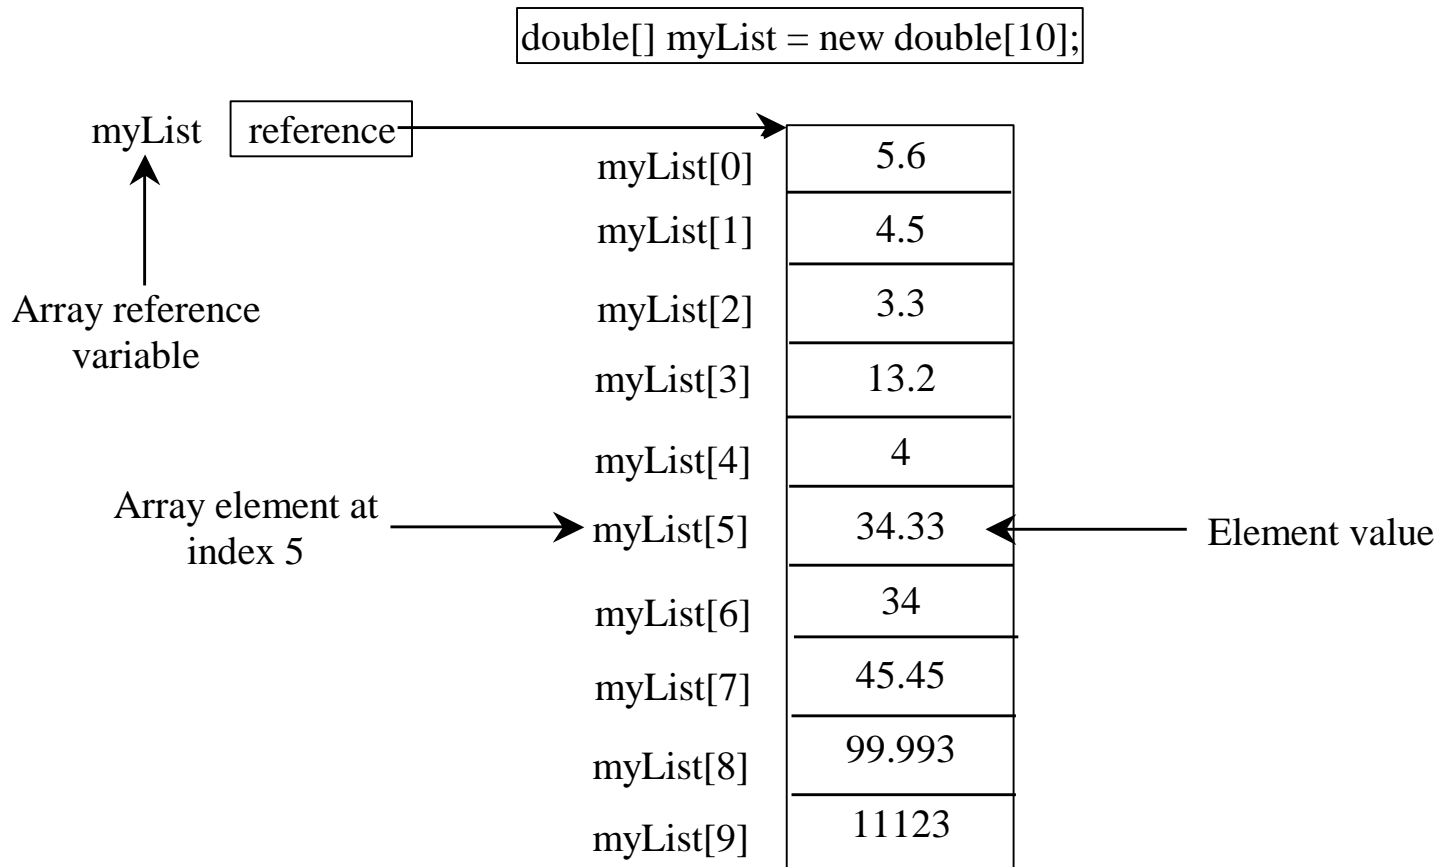 double[] myList = new double[10];
myList reference
myList[0] 5.6
myList[1] 4.5
Array reference
variable
myList[2] 3.3
myList[3] 13.2
myList[4] 4
Array element at
index 5
myList[5] 34.33 Element value
myList[6] 34
myList[7] 45.45
myList[8] 99.993
myList[9] 11123